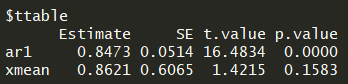 $ttable
      Estimate     SE t.value p.value
ar1     0.8473 0.0514 16.4834  0.0000
xmean   0.8621 0.6065  1.4215  0.1583